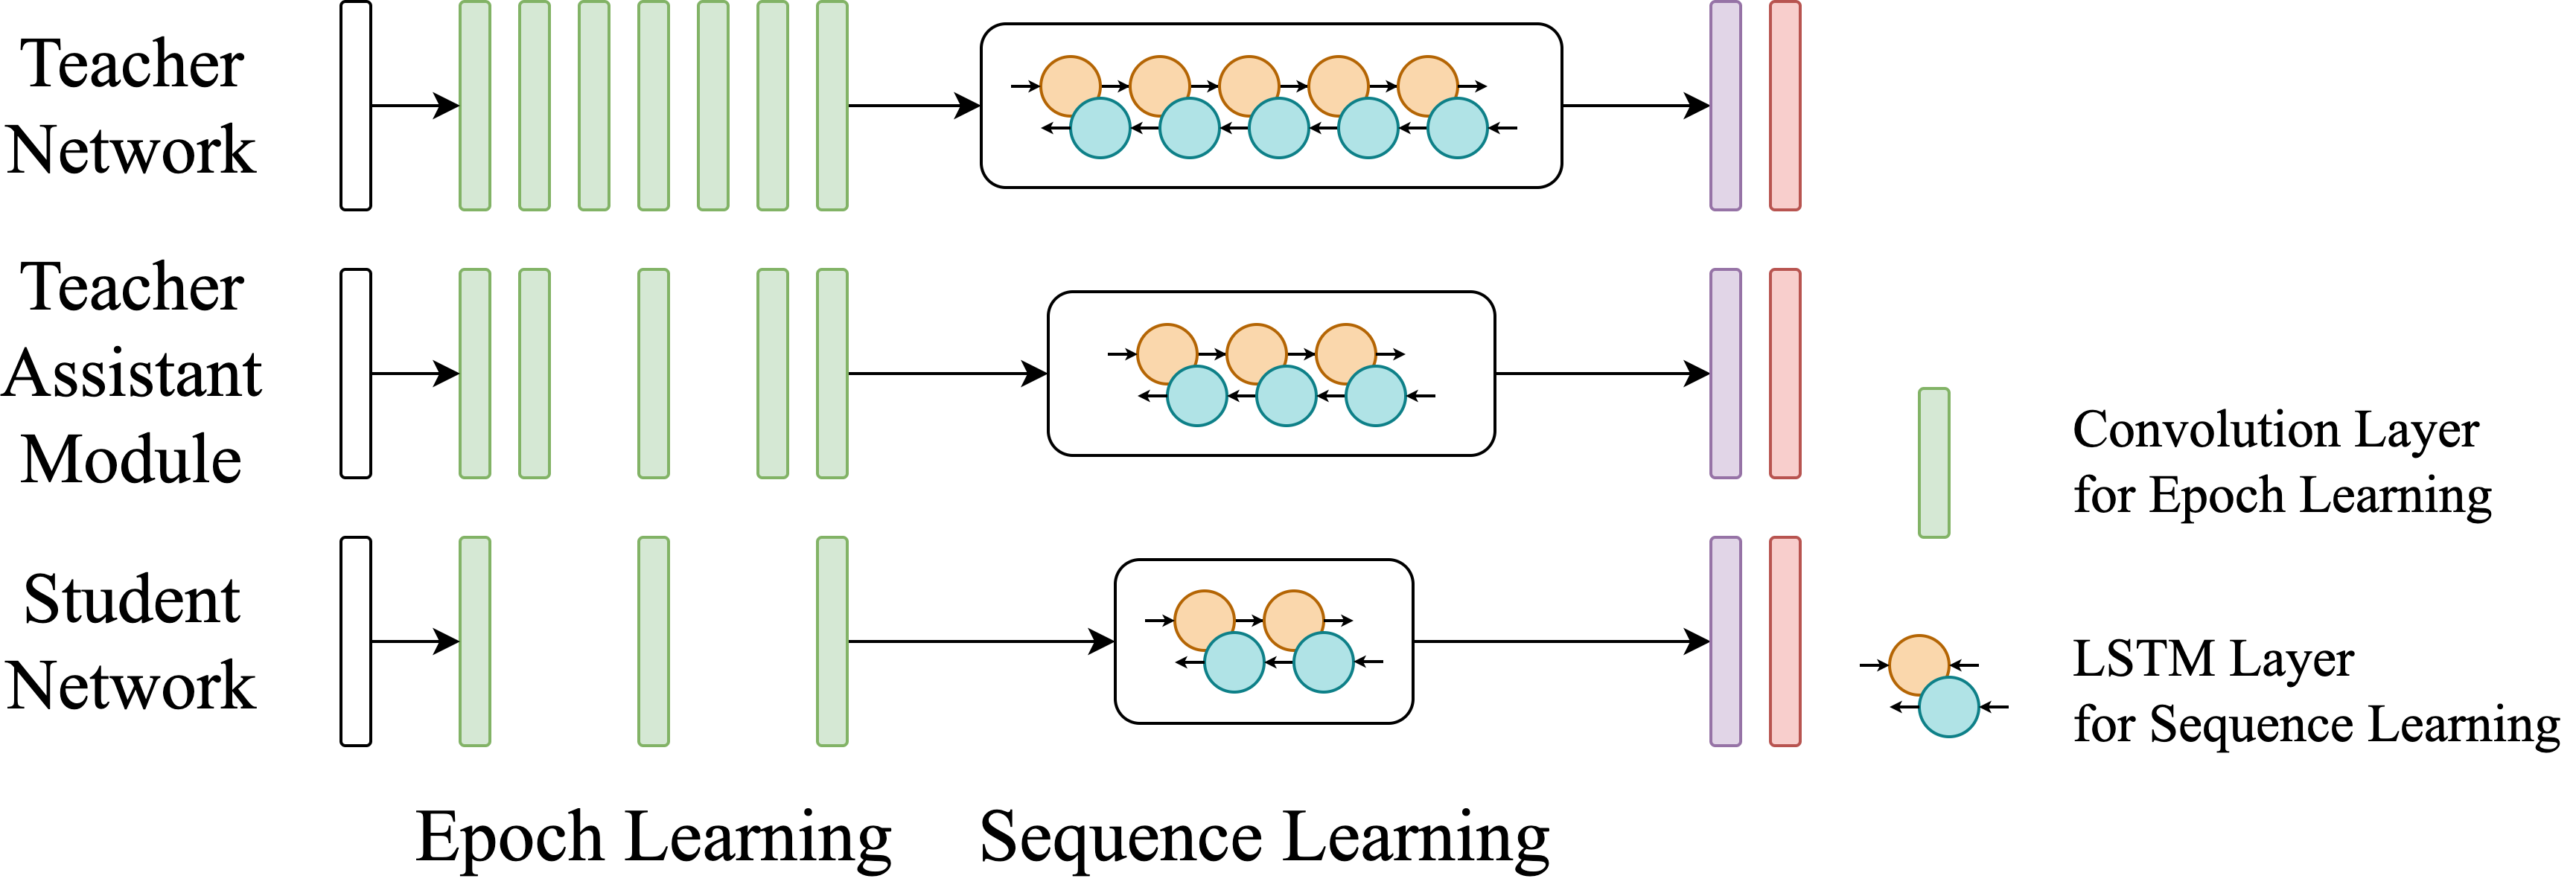 Teacher
Network
Teacher
Assistant
Module
Student
Network
Convolution Layer
for Epoch Learning
LSTM Layer
for Sequence Learning
Epoch Learning
Sequence Learning